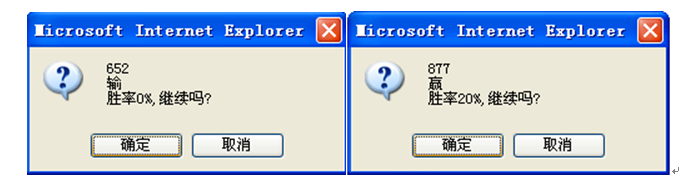 Microsoft Internet Explorer
652
输
胜率0%,继续吗?
确定 取消
Microsoft Internet Explorer
877
赢
胜率20%,继续吗?
确定 取消